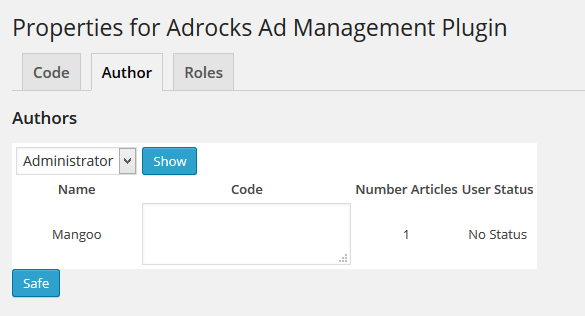 Properties for Adrocks Ad Management Plugin
Code Author Roles
Authors
Administrator Show
Name Code Number Articles User Status
Mangoo 1 No Status
Safe